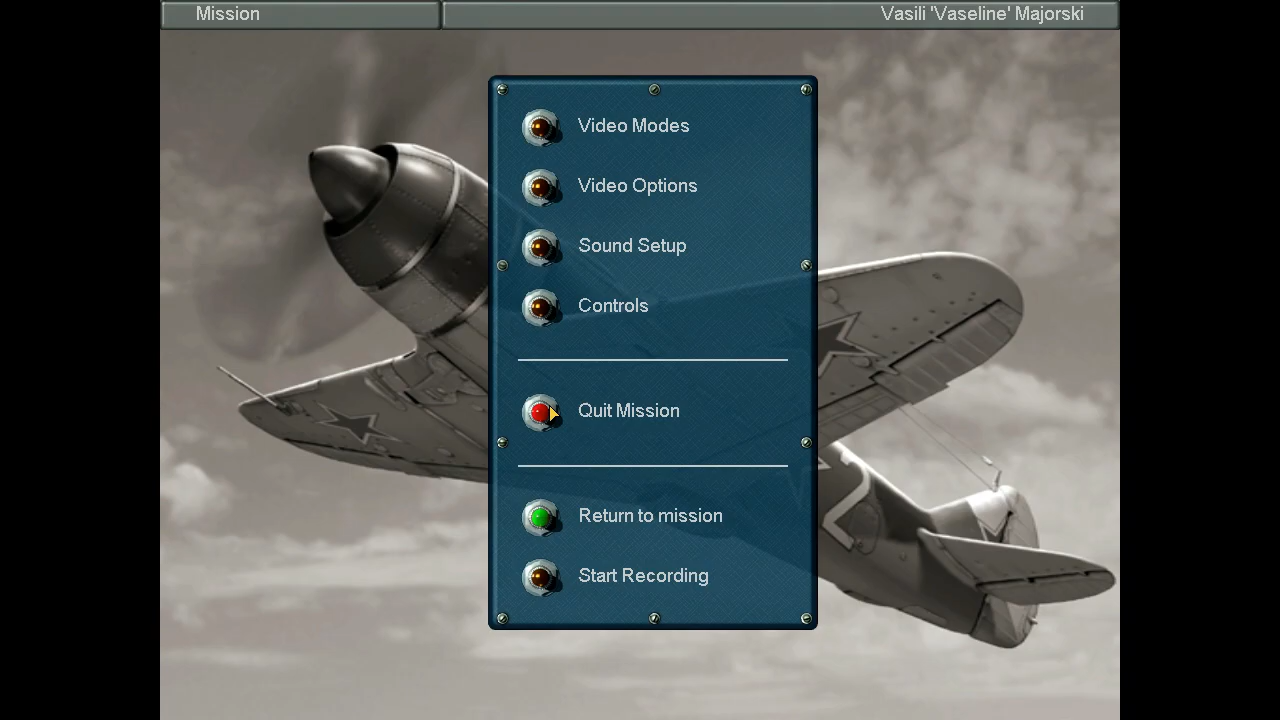 Mission
Vasili 'Vaseline' Majorski
Video Modes
Video Options
Sound Setup
Controls
Quit Mission
Return to mission
Start Recording